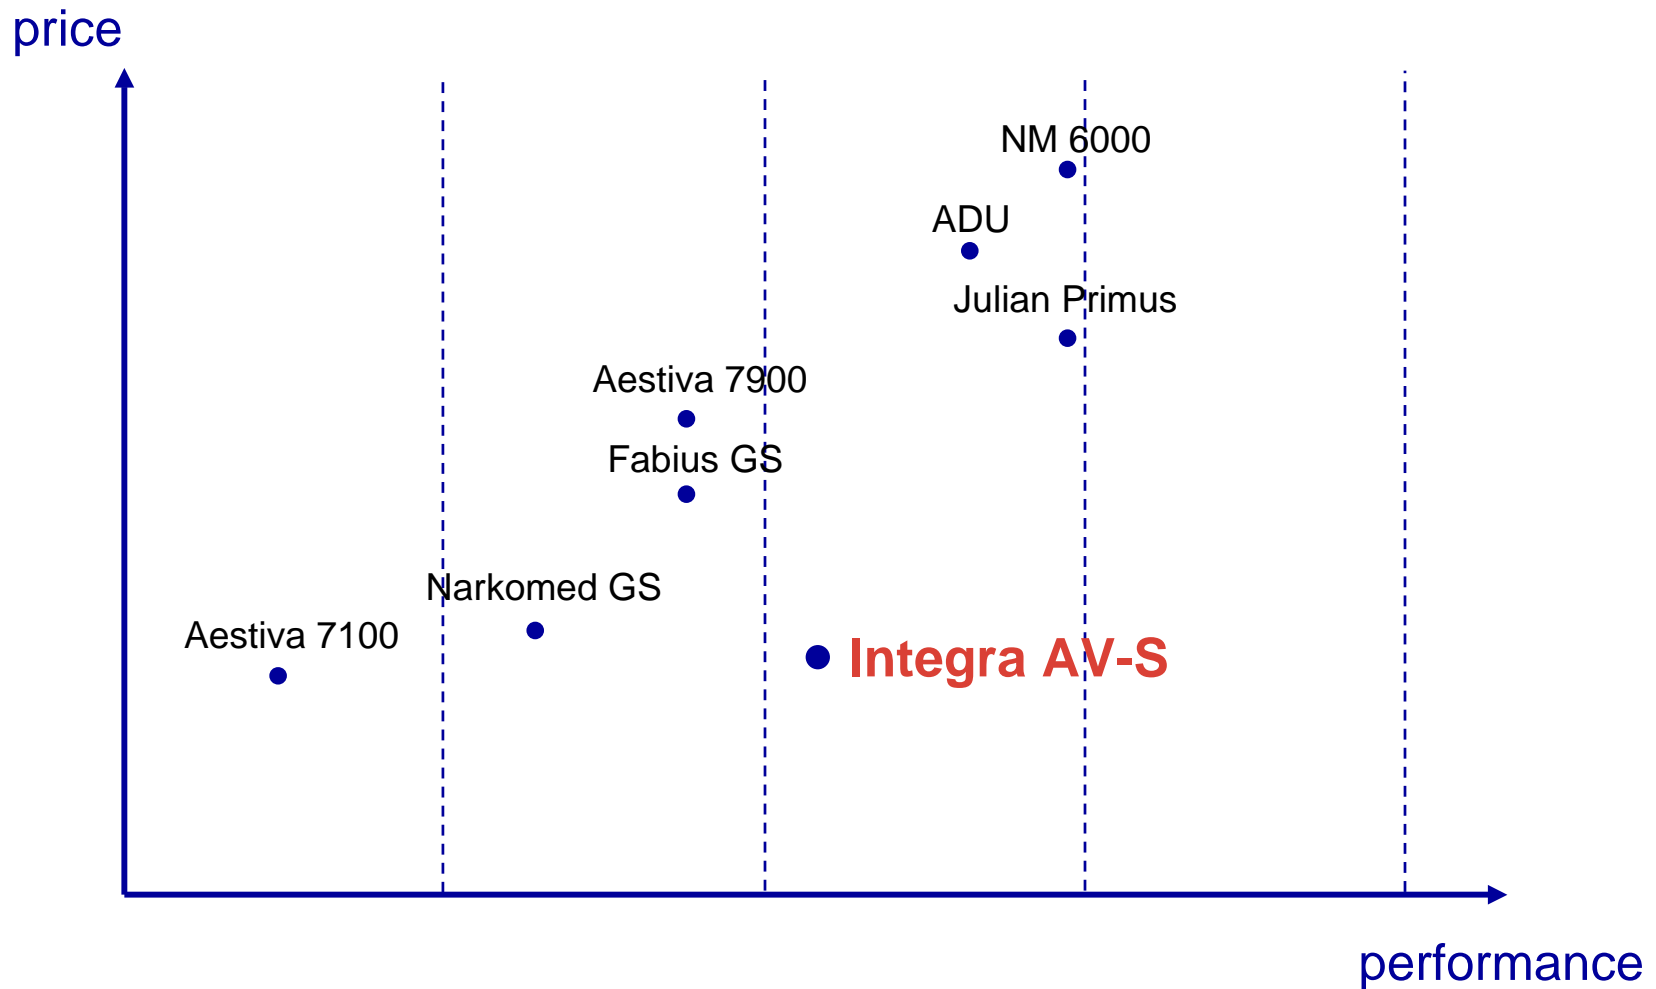 price
NM 6000
ADU
Julian Primus
Aestiva 7900
Fabius GS
Narkomed GS
Aestiva 7100
Integra AV-S
performance